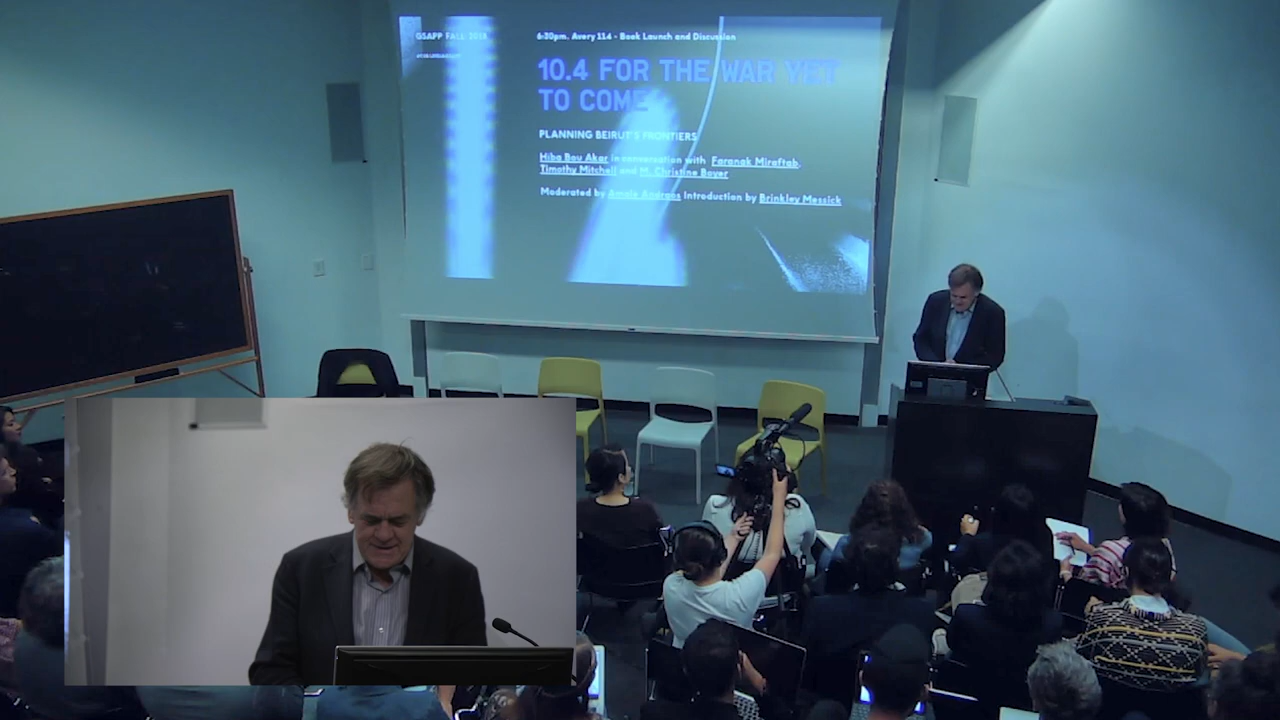 GSAPP FALL 2018
6:30pm. Avery 114 - Book Launch and Discussion
10.4 FOR THE WAR YET
TO COME
PLANNING BEIRUT'S FRONTIERS
Hiba Bou Akar in conversation with Faranak Miraftab,
Timothy Mitchell and M. Christine Boyer
Moderated by Amale Andraos Introduction by Brinkley Messick